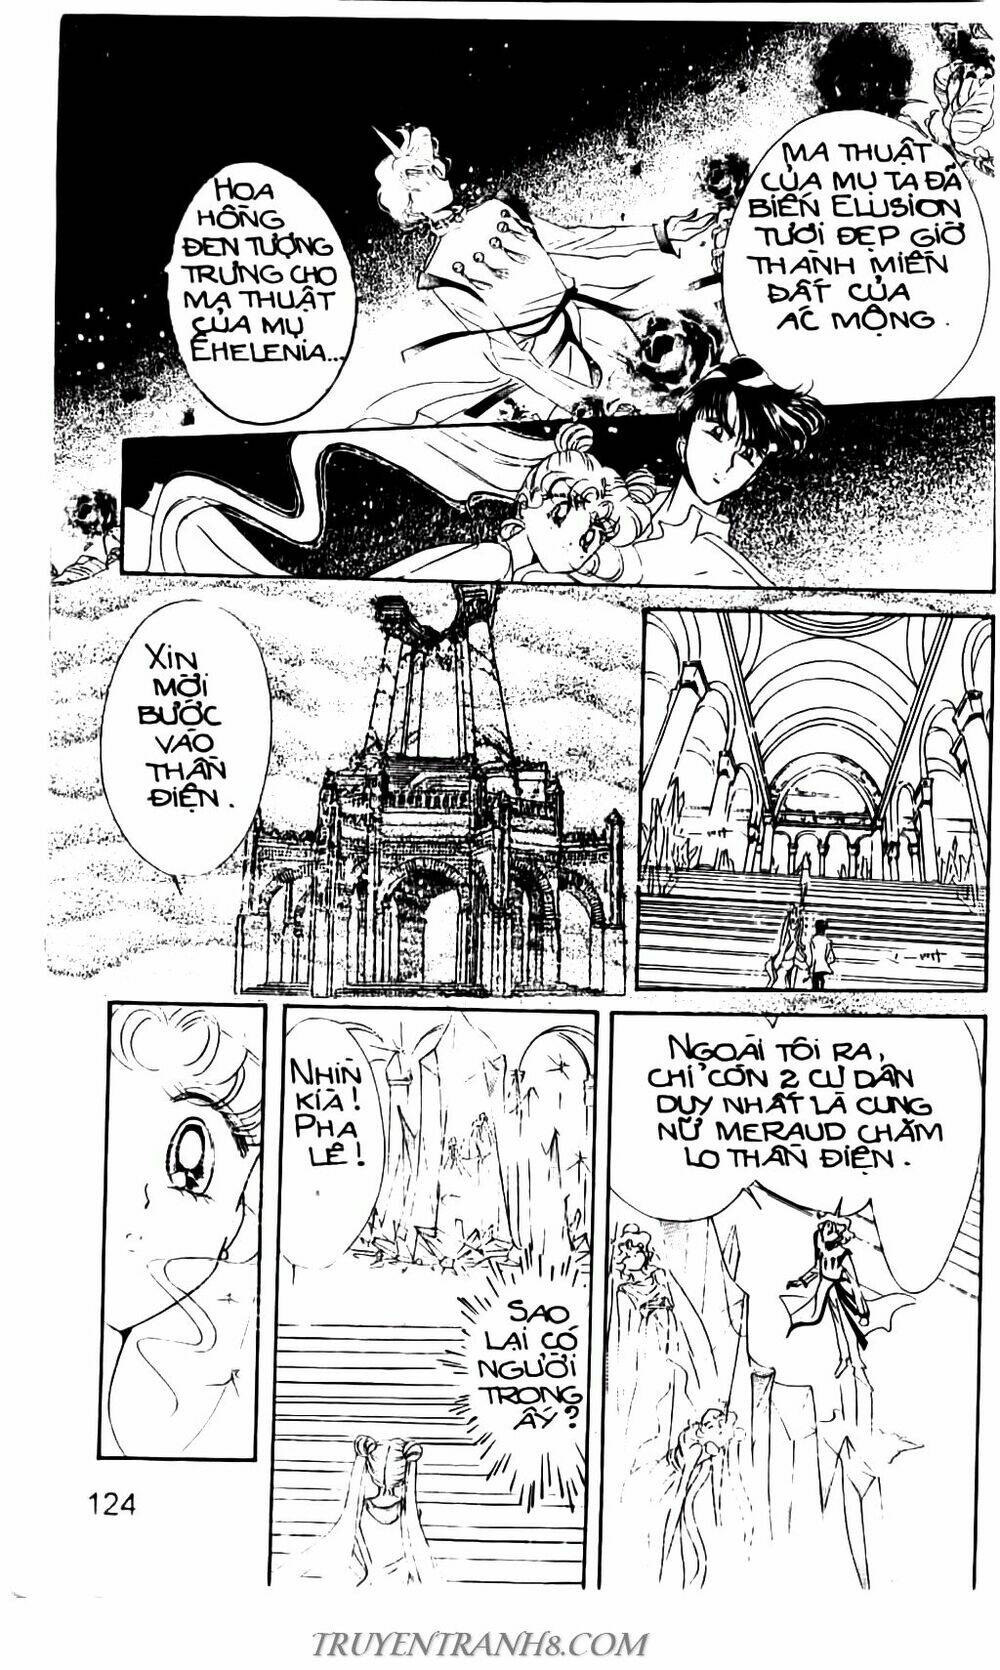 HOA
HỒNG
ĐEN TƯỢNG
TRƯNG CHO
MA THUẬT
CỦA MỤ
EHELENIA...
MA THUẬT
CỦA MỤ TA ĐÃ
BIẾN ELUSION
TƯƠI ĐẸP GIỜ
THÀNH MIỀN
ĐẤT CỦA
ÁC MỘNG.
XIN
MỜI
BƯỚC
VÀO
THẦN
ĐIỆN.
NHÌN
KÌA!
PHA
LÊ!
SAO
LẠI CÓ
NGƯỜI
TRONG
ẤY?
NGOÀI TÔI RA,
CHỈ CÒN 2 CƯ DÂN
DUY NHẤT LÀ CUNG
NỮ MERAUD CHĂM
LO THẦN ĐIỆN.
124
TRUYENTRANH8.COM